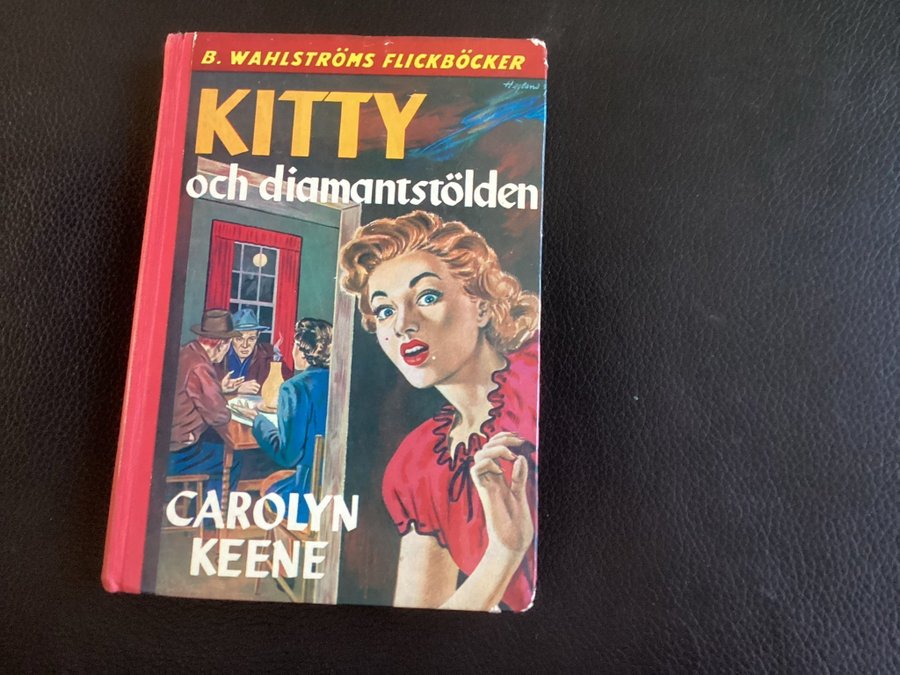 B. WAHLSTRÖMS FLICKBÖCKER
KITTY
och diamantstölden
CAROLYN
KEENE